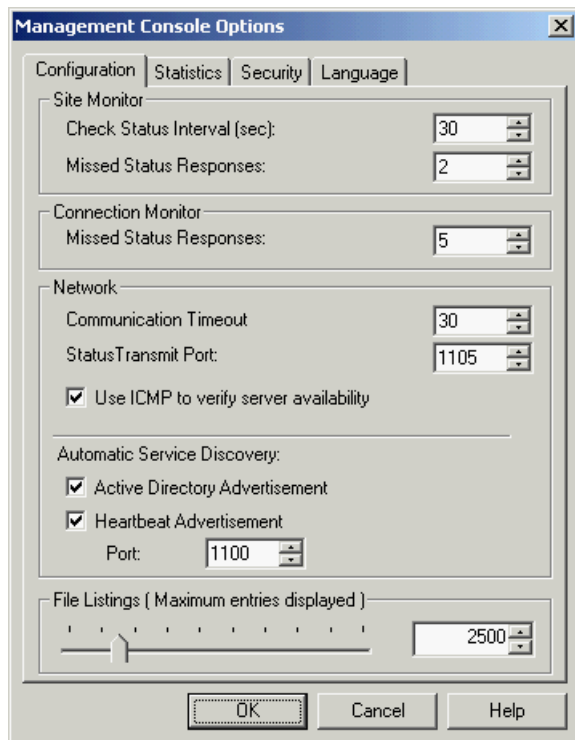 Management Console Options
Configuration Statistics Security Language
Site Monitor
Check Status Interval (sec): 30
Missed Status Responses: 2
Connection Monitor
Missed Status Responses: 5
Network
Communication Timeout 30
StatusTransmit Port: 1105
Use ICMP to verify server availability
Automatic Service Discovery:
Active Directory Advertisement
Heartbeat Advertisement
Port: 1100
File Listings ( Maximum entries displayed )
2500
OK Cancel Help